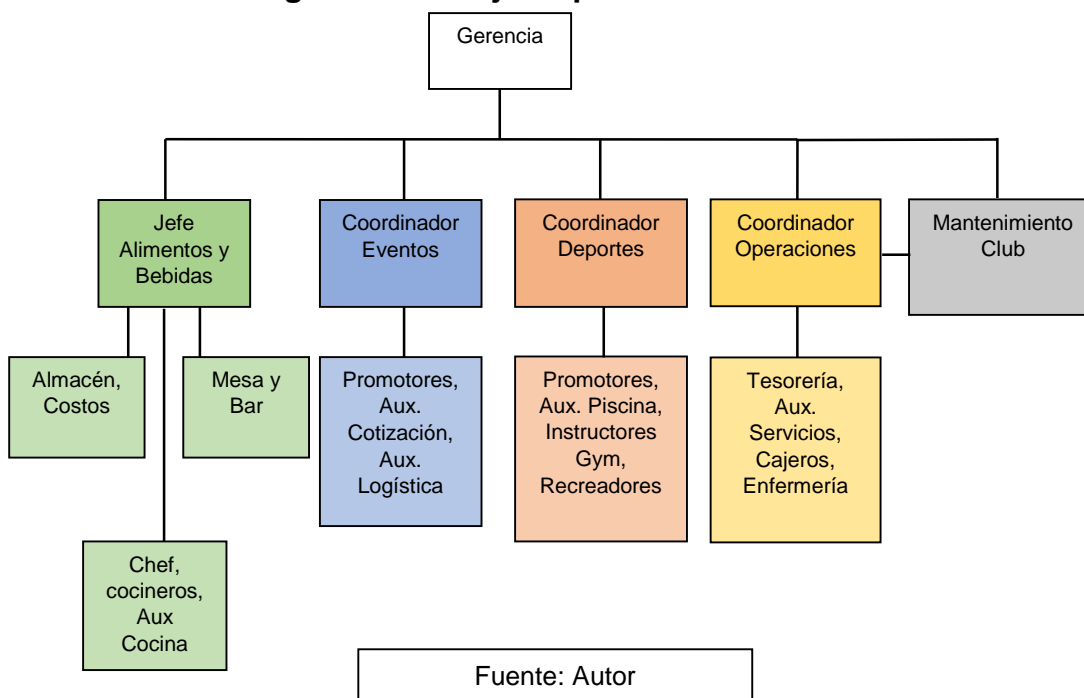 Gerencia
Jefe
Alimentos y
Bebidas
Coordinador
Eventos
Coordinador
Deportes
Coordinador
Operaciones
Mantenimiento
Club
Almacén,
Costos
Mesa y
Bar
Promotores,
Aux.
Cotización,
Aux.
Logística
Promotores,
Aux. Piscina,
Instructores
Gym,
Recreadores
Tesorería,
Aux.
Servicios,
Cajeros,
Enfermería
Chef,
cocineros,
Aux
Cocina
Fuente: Autor